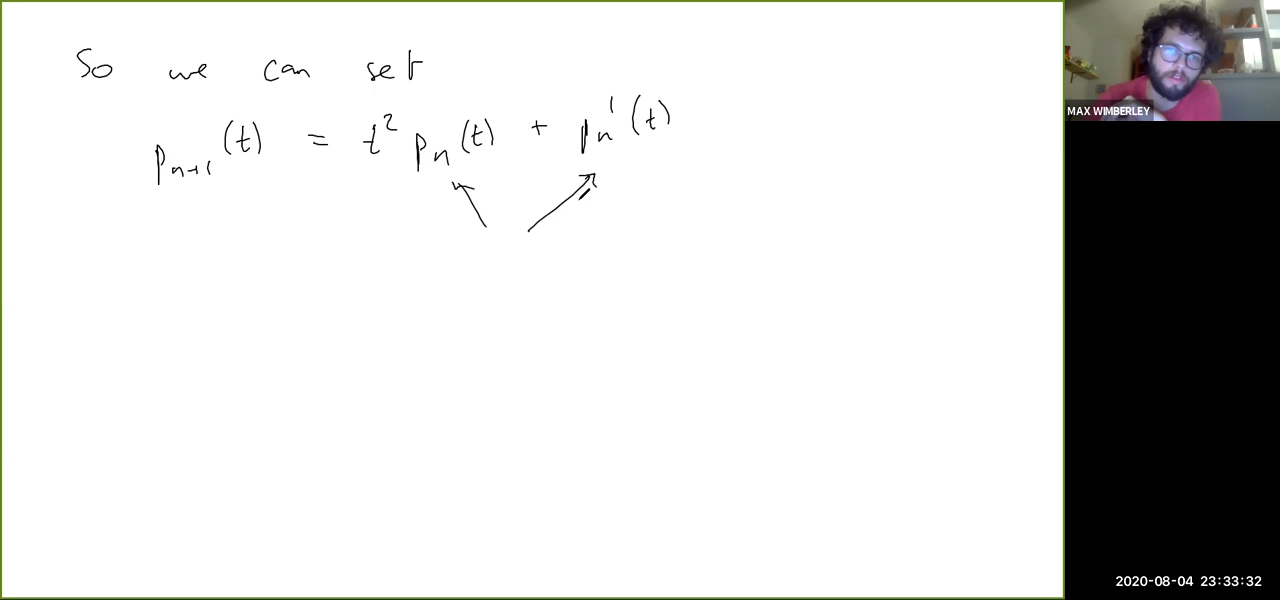 So we can set
p_{n+1}(t) = t^2 p_n(t) + p_n'(t)
MAX WIMBERLEY
2020-08-04 23:33:32